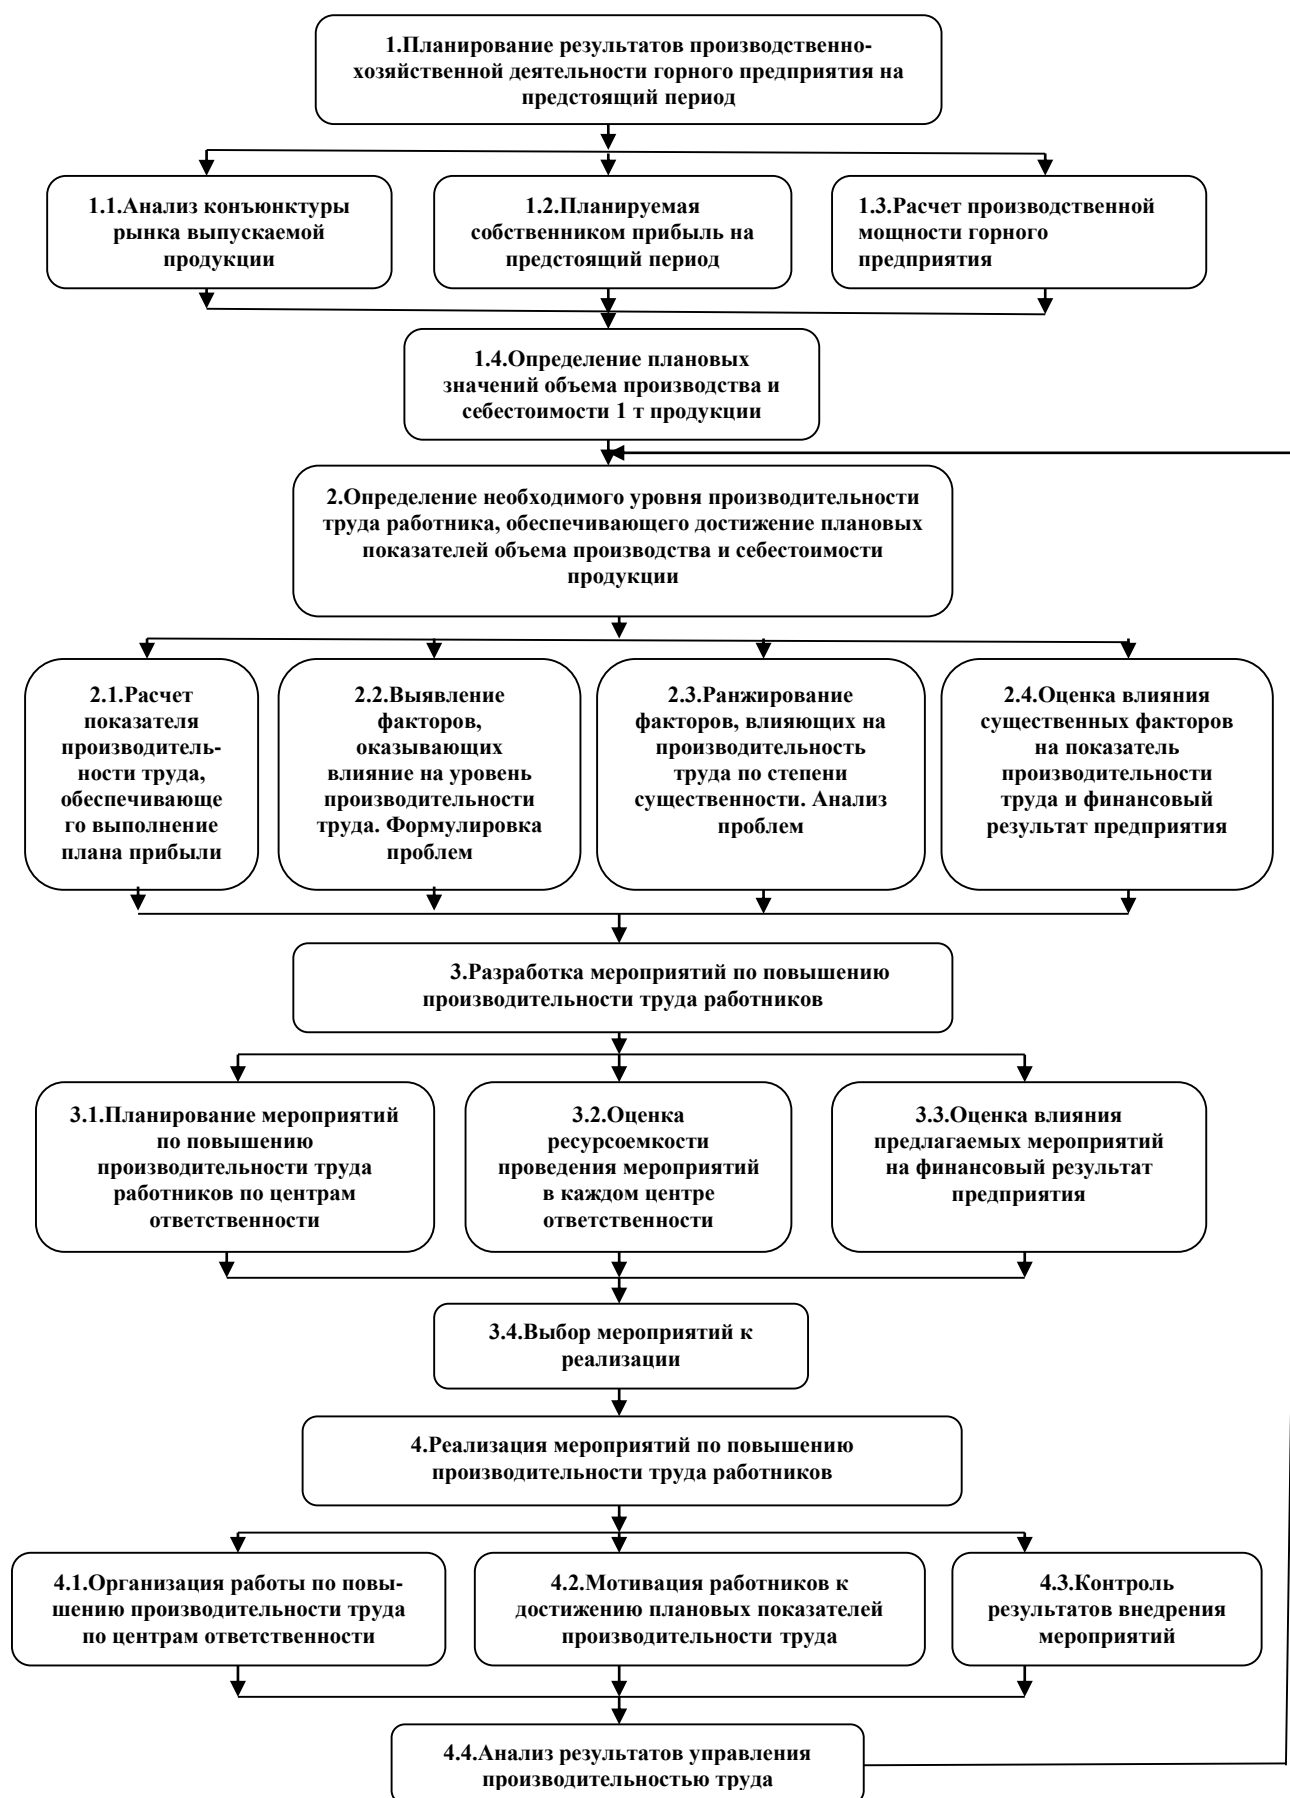 1.Планирование результатов производственно-
хозяйственной деятельности горного предприятия на
предстоящий период
1.1.Анализ конъюнктуры
рынка выпускаемой
продукции
1.2.Планируемая
собственником прибыль на
предстоящий период
1.3.Расчет производственной
мощности горного
предприятия
1.4.Определение плановых
значений объема производства и
себестоимости 1 т продукции
2.Определение необходимого уровня производительности
труда работника, обеспечивающего достижение плановых
показателей объема производства и себестоимости
продукции
2.1.Расчет
показателя
производитель-
ности труда,
обеспечивающе
го выполнение
плана прибыли
2.2.Выявление
факторов,
оказывающих
влияние на уровень
производительности
труда. Формулировка
проблем
2.3.Ранжирование
факторов, влияющих на
производительность
труда по степени
существенности. Анализ
проблем
2.4.Оценка влияния
существенных факторов
на показатель
производительности
труда и финансовый
результат предприятия
3.Разработка мероприятий по повышению
производительности труда работников
3.1.Планирование мероприятий
по повышению
производительности труда
работников по центрам
ответственности
3.2.Оценка
ресурсоемкости
проведения мероприятий
в каждом центре
ответственности
3.3.Оценка влияния
предлагаемых мероприятий
на финансовый результат
предприятия
3.4.Выбор мероприятий к
реализации
4.Реализация мероприятий по повышению
производительности труда работников
4.1.Организация работы по повы-
шению производительности труда
по центрам ответственности
4.2.Мотивация работников к
достижению плановых показателей
производительности труда
4.3.Контроль
результатов внедрения
мероприятий
4.4.Анализ результатов управления
производительностью труда